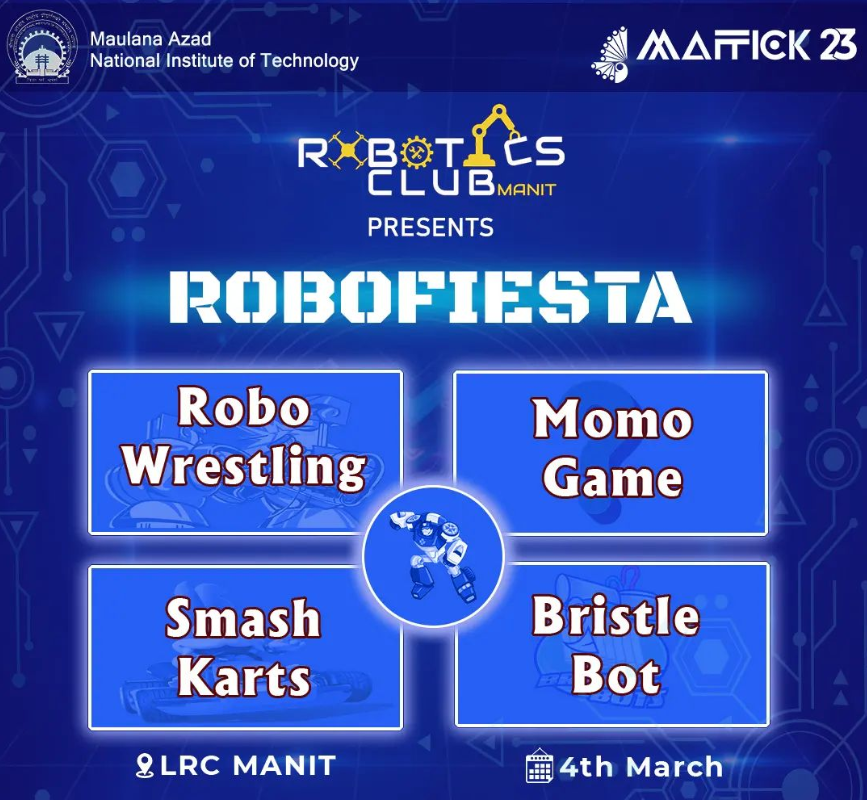 Maulana Azad
National Institute of Technology
MAFFICK 23
ROBOTICS
CLUB MANIT
PRESENTS
ROBOFIESTA
Robo
Wrestling
Momo
Game
Smash
Karts
Bristle
Bot
LRC MANIT
4th March